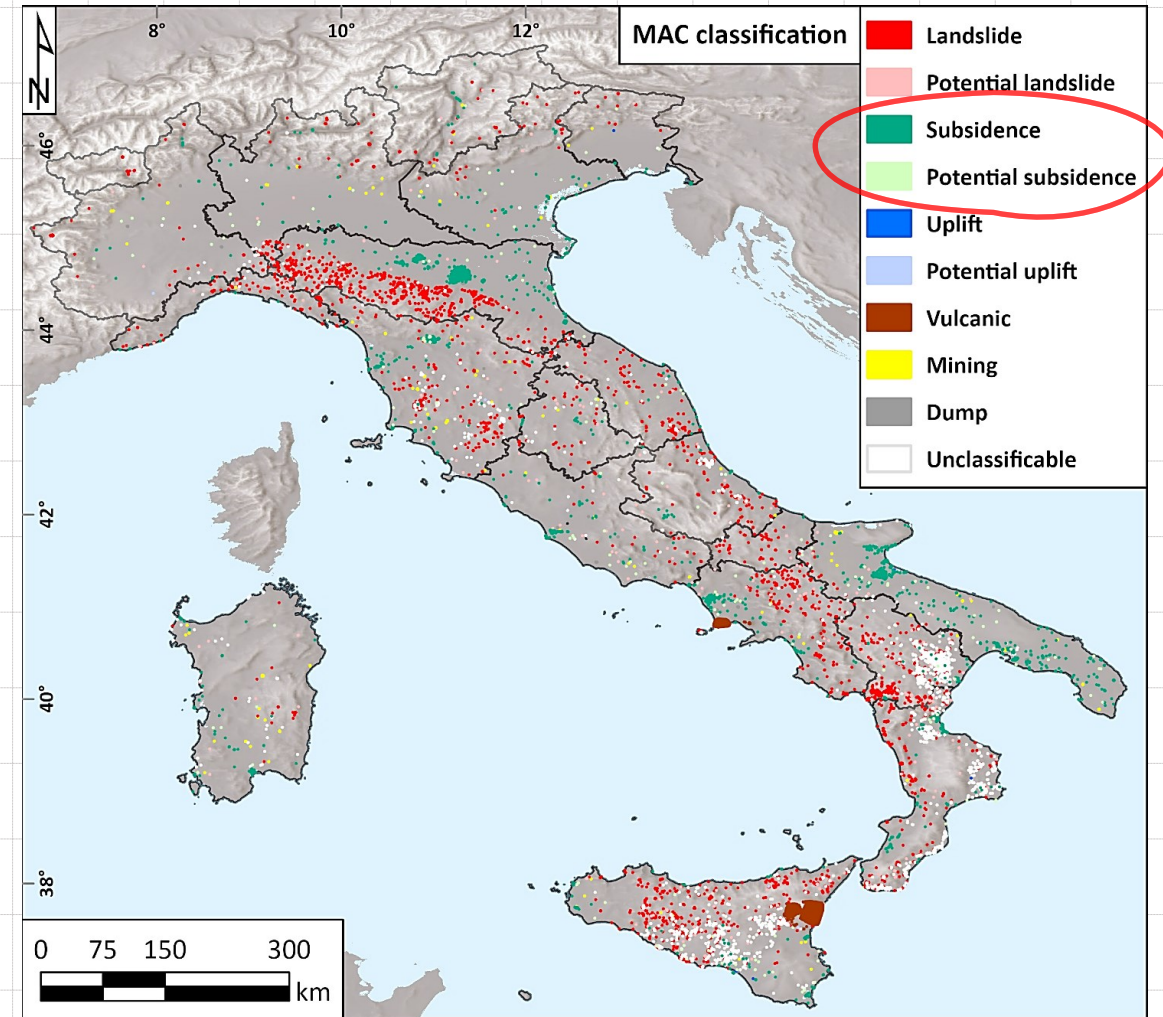 8°
10°
12°
MAC classification
N
46°
44°
42°
40°
38°
Landslide
Potential landslide
Subsidence
Potential subsidence
Uplift
Potential uplift
Vulcanic
Mining
Dump
Unclassificable
0 75 150 300
km